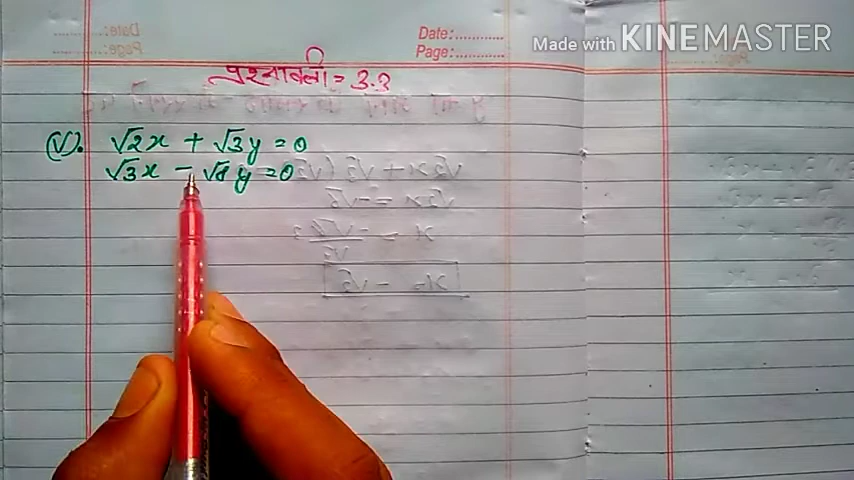 Date:............
Page:............
Made with KINEMASTER
प्रश्नावली = 3.3
(V). √2x + √3y = 0
√3x - √8y = 0